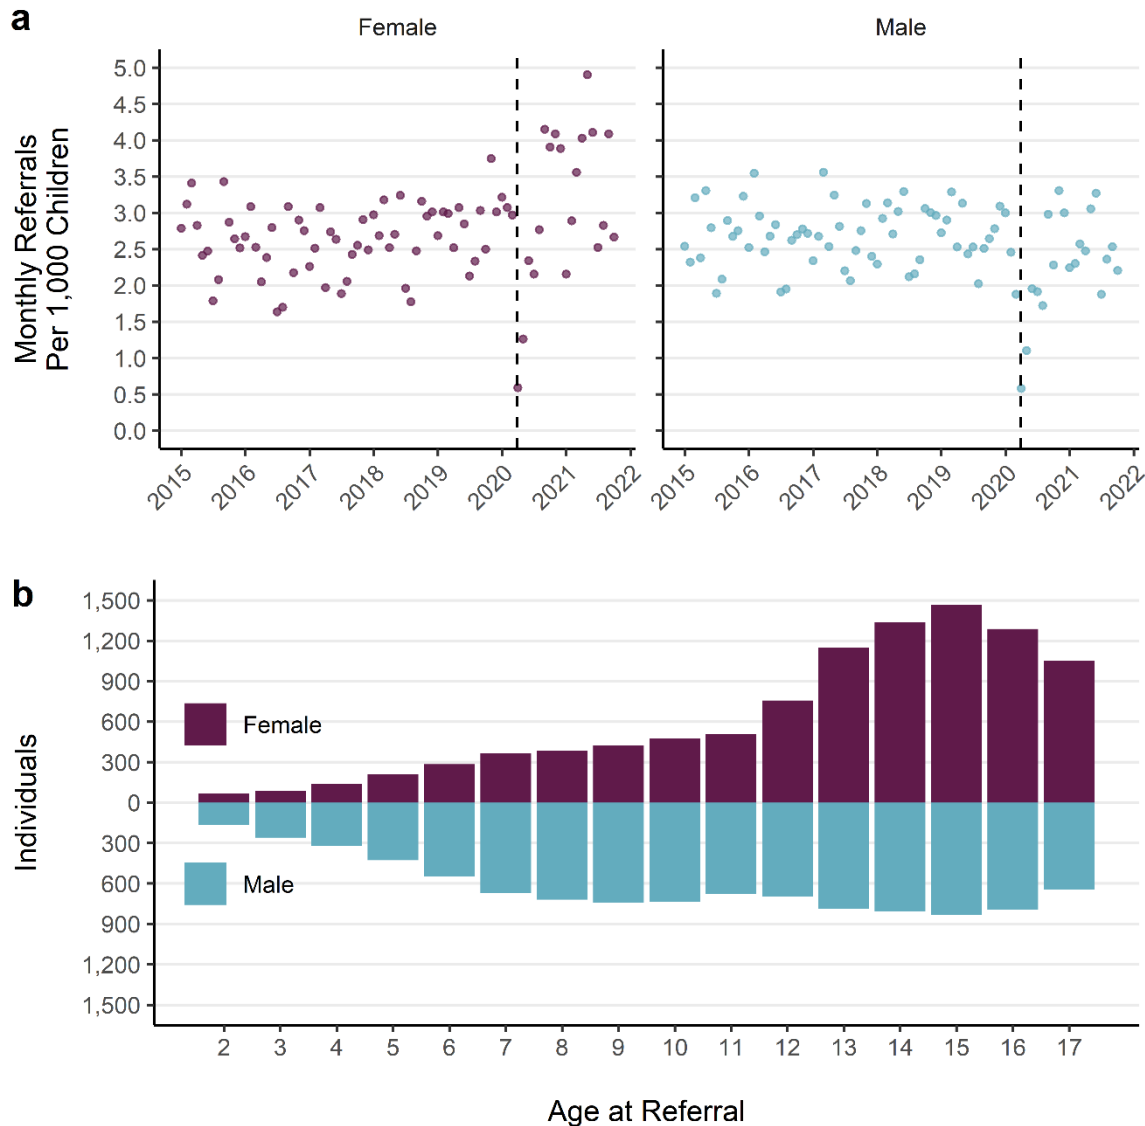 a
Female
Male
Monthly Referrals
Per 1,000 Children
5.0
4.5
4.0
3.5
3.0
2.5
2.0
1.5
1.0
0.5
0.0
2015 2016 2017 2018 2019 2020 2021 2022
2015 2016 2017 2018 2019 2020 2021 2022
b
Individuals
1,500
1,200
900
600
300
0
300
600
900
1,200
1,500
Female
Male
2 3 4 5 6 7 8 9 10 11 12 13 14 15 16 17
Age at Referral